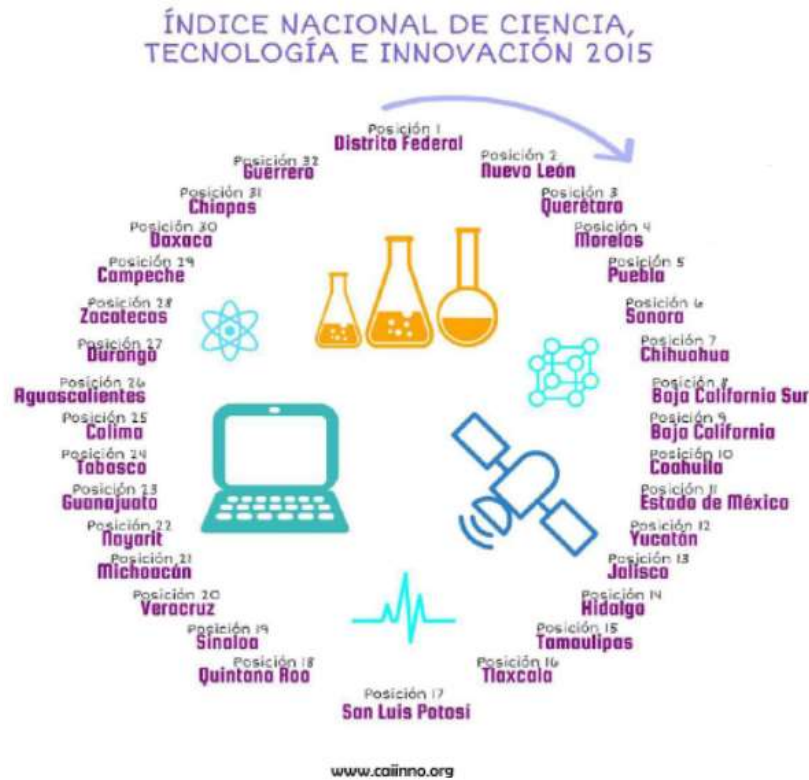 ÍNDICE NACIONAL DE CIENCIA,
TECNOLOGÍA E INNOVACIÓN 2015
Posición 1
Distrito Federal
Posición 2
Nuevo León
Posición 3
Querétaro
Posición 4
Morelos
Posición 5
Puebla
Posición 6
Sonora
Posición 7
Chihuahua
Posición 8
Baja California Sur
Posición 9
Baja California
Posición 10
Coahuila
Posición 11
Estado de México
Posición 12
Yucatán
Posición 13
Jalisco
Posición 14
Hidalgo
Posición 15
Tamaulipas
Posición 16
Tlaxcala
Posición 17
San Luis Potosí
Posición 18
Quintana Roo
Posición 19
Sinaloa
Posición 20
Veracruz
Posición 21
Michoacán
Posición 22
Nayarit
Posición 23
Guanajuato
Posición 24
Tabasco
Posición 25
Colima
Posición 26
Aguascalientes
Posición 27
Durango
Posición 28
Zacatecas
Posición 29
Campeche
Posición 30
Oaxaca
Posición 31
Chiapas
Posición 32
Guerrero
www.caiinno.org